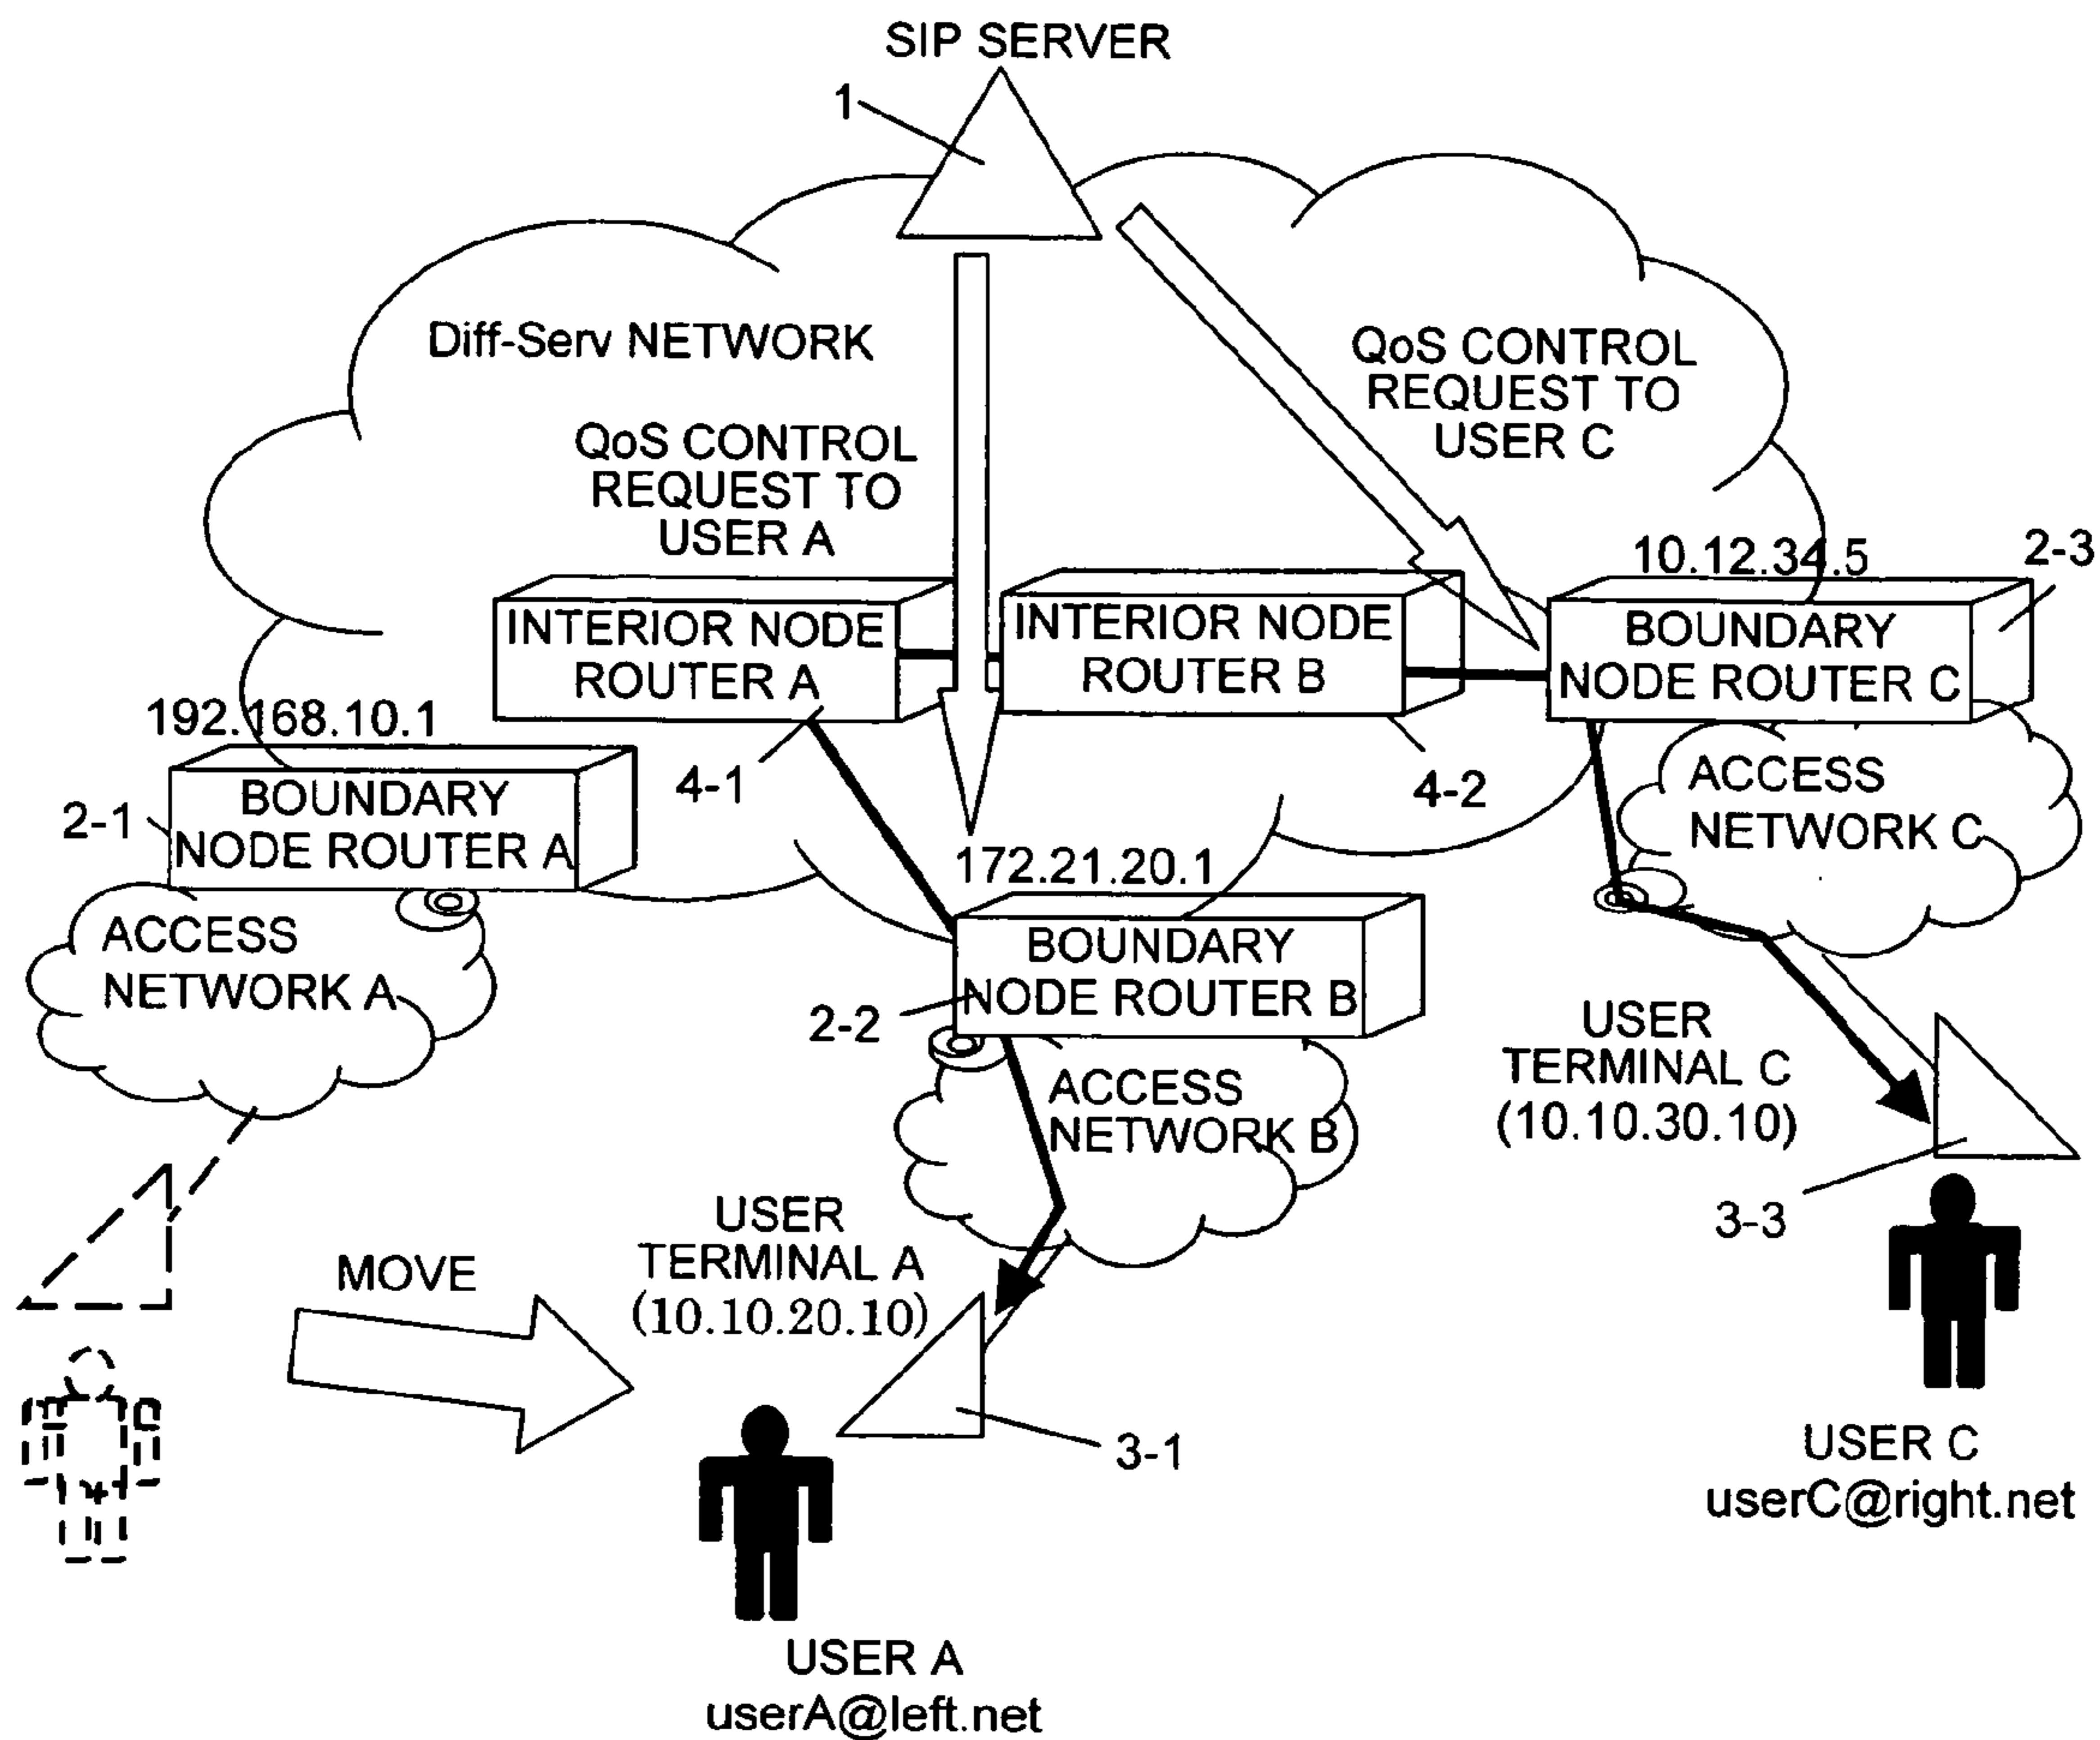 SIP SERVER
1
Diff-Serv NETWORK
QoS CONTROL
REQUEST TO
USER C
QoS CONTROL
REQUEST TO
USER A
10.12.34.5
2-3
INTERIOR NODE
ROUTER A
INTERIOR NODE
ROUTER B
BOUNDARY
NODE ROUTER C
192.168.10.1
4-1
4-2
2-1
BOUNDARY
NODE ROUTER A
ACCESS
NETWORK C
172.21.20.1
ACCESS
NETWORK A
BOUNDARY
NODE ROUTER B
2-2
USER
TERMINAL C
(10.10.30.10)
ACCESS
NETWORK B
3-3
USER
TERMINAL A
(10.10.20.10)
MOVE
3-1
USER C
userC@right.net
USER A
userA@left.net